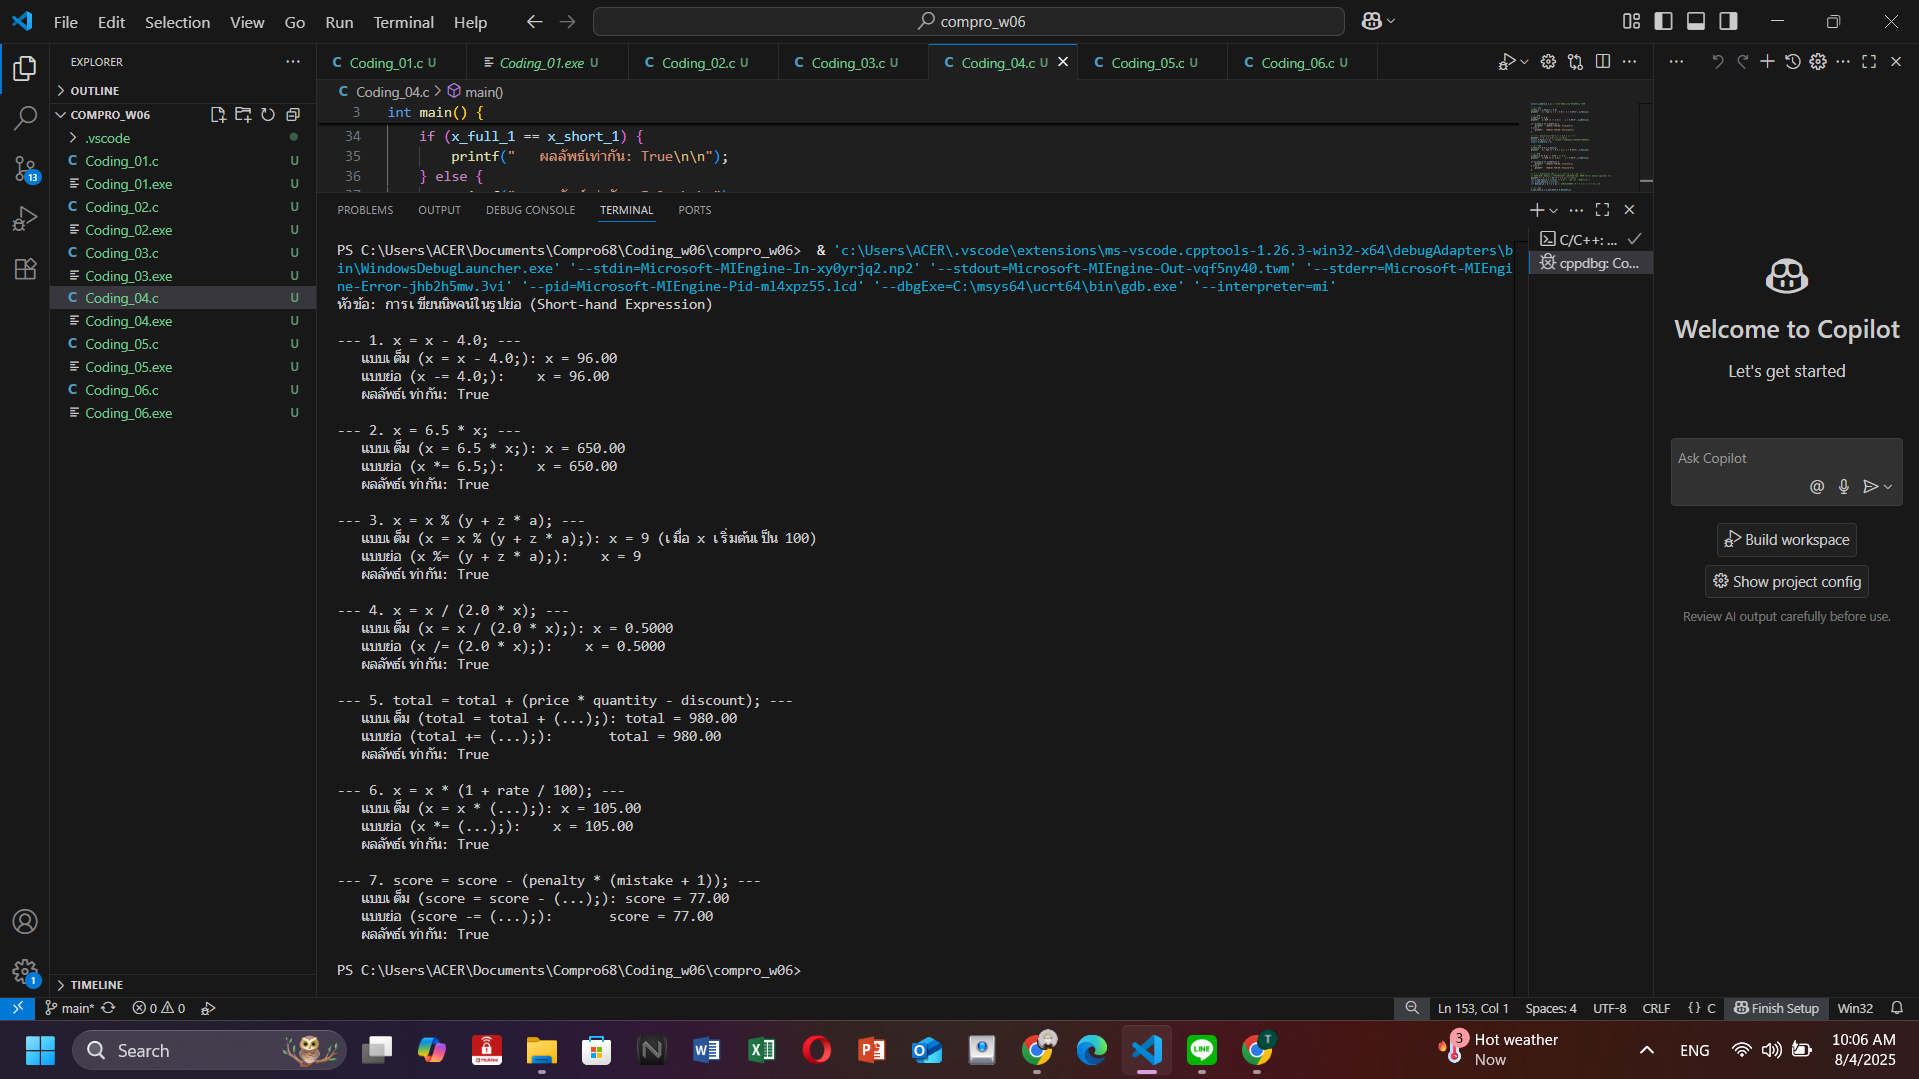 File Edit Selection View Go Run Terminal Help
compro_w06
EXPLORER
OUTLINE
COMPRO_W06
.vscode
Coding_01.c U
Coding_01.exe U
Coding_02.c U
Coding_02.exe U
Coding_03.c U
Coding_03.exe U
Coding_04.c U
Coding_04.exe U
Coding_05.c U
Coding_05.exe U
Coding_06.c U
Coding_06.exe U
13
1
TIMELINE
Coding_01.c U Coding_01.exe U Coding_02.c U Coding_03.c U Coding_04.c U Coding_05.c U Coding_06.c U
Coding_04.c > main()
3 int main() {
34 if (x_full_1 == x_short_1) {
35 printf("   ผลลัพธ์เท่ากัน: True\n\n");
36 } else {
PROBLEMS OUTPUT DEBUG CONSOLE TERMINAL PORTS
C/C++: ...
cppdbg: Co...
PS C:\Users\ACER\Documents\Compro68\Coding_w06\compro_w06>  & 'c:\Users\ACER\.vscode\extensions\ms-vscode.cpptools-1.26.3-win32-x64\debugAdapters\b
in\WindowsDebugLauncher.exe' '--stdin=Microsoft-MIEngine-In-xy0yrjq2.np2' '--stdout=Microsoft-MIEngine-Out-vqf5ny40.twm' '--stderr=Microsoft-MIEngi
ne-Error-jhb2h5mw.3vi' '--pid=Microsoft-MIEngine-Pid-ml4xpz55.lcd' '--dbgExe=C:\msys64\ucrt64\bin\gdb.exe' '--interpreter=mi'
หัวข้อ: การเขียนนิพจน์ในรูปย่อ (Short-hand Expression)
--- 1. x = x - 4.0; ---
แบบเต็ม (x = x - 4.0;): x = 96.00
แบบย่อ (x -= 4.0;):    x = 96.00
ผลลัพธ์เท่ากัน: True
--- 2. x = 6.5 * x; ---
แบบเต็ม (x = 6.5 * x;): x = 650.00
แบบย่อ (x *= 6.5;):    x = 650.00
ผลลัพธ์เท่ากัน: True
--- 3. x = x % (y + z * a); ---
แบบเต็ม (x = x % (y + z * a);): x = 9 (เมื่อ x เริ่มต้นเป็น 100)
แบบย่อ (x %= (y + z * a);):    x = 9
ผลลัพธ์เท่ากัน: True
--- 4. x = x / (2.0 * x); ---
แบบเต็ม (x = x / (2.0 * x);): x = 0.5000
แบบย่อ (x /= (2.0 * x);):    x = 0.5000
ผลลัพธ์เท่ากัน: True
--- 5. total = total + (price * quantity - discount); ---
แบบเต็ม (total = total + (...);): total = 980.00
แบบย่อ (total += (...);):       total = 980.00
ผลลัพธ์เท่ากัน: True
--- 6. x = x * (1 + rate / 100); ---
แบบเต็ม (x = x * (...);): x = 105.00
แบบย่อ (x *= (...);):    x = 105.00
ผลลัพธ์เท่ากัน: True
--- 7. score = score - (penalty * (mistake + 1)); ---
แบบเต็ม (score = score - (...);): score = 77.00
แบบย่อ (score -= (...);):       score = 77.00
ผลลัพธ์เท่ากัน: True
PS C:\Users\ACER\Documents\Compro68\Coding_w06\compro_w06>
Welcome to Copilot
Let's get started
Ask Copilot
Build workspace
Show project config
Review AI output carefully before use.
main* 0 0
Ln 153, Col 1 Spaces: 4 UTF-8 CRLF {} C Finish Setup Win32
Search
3 Hot weather
Now
ENG
10:06 AM
8/4/2025